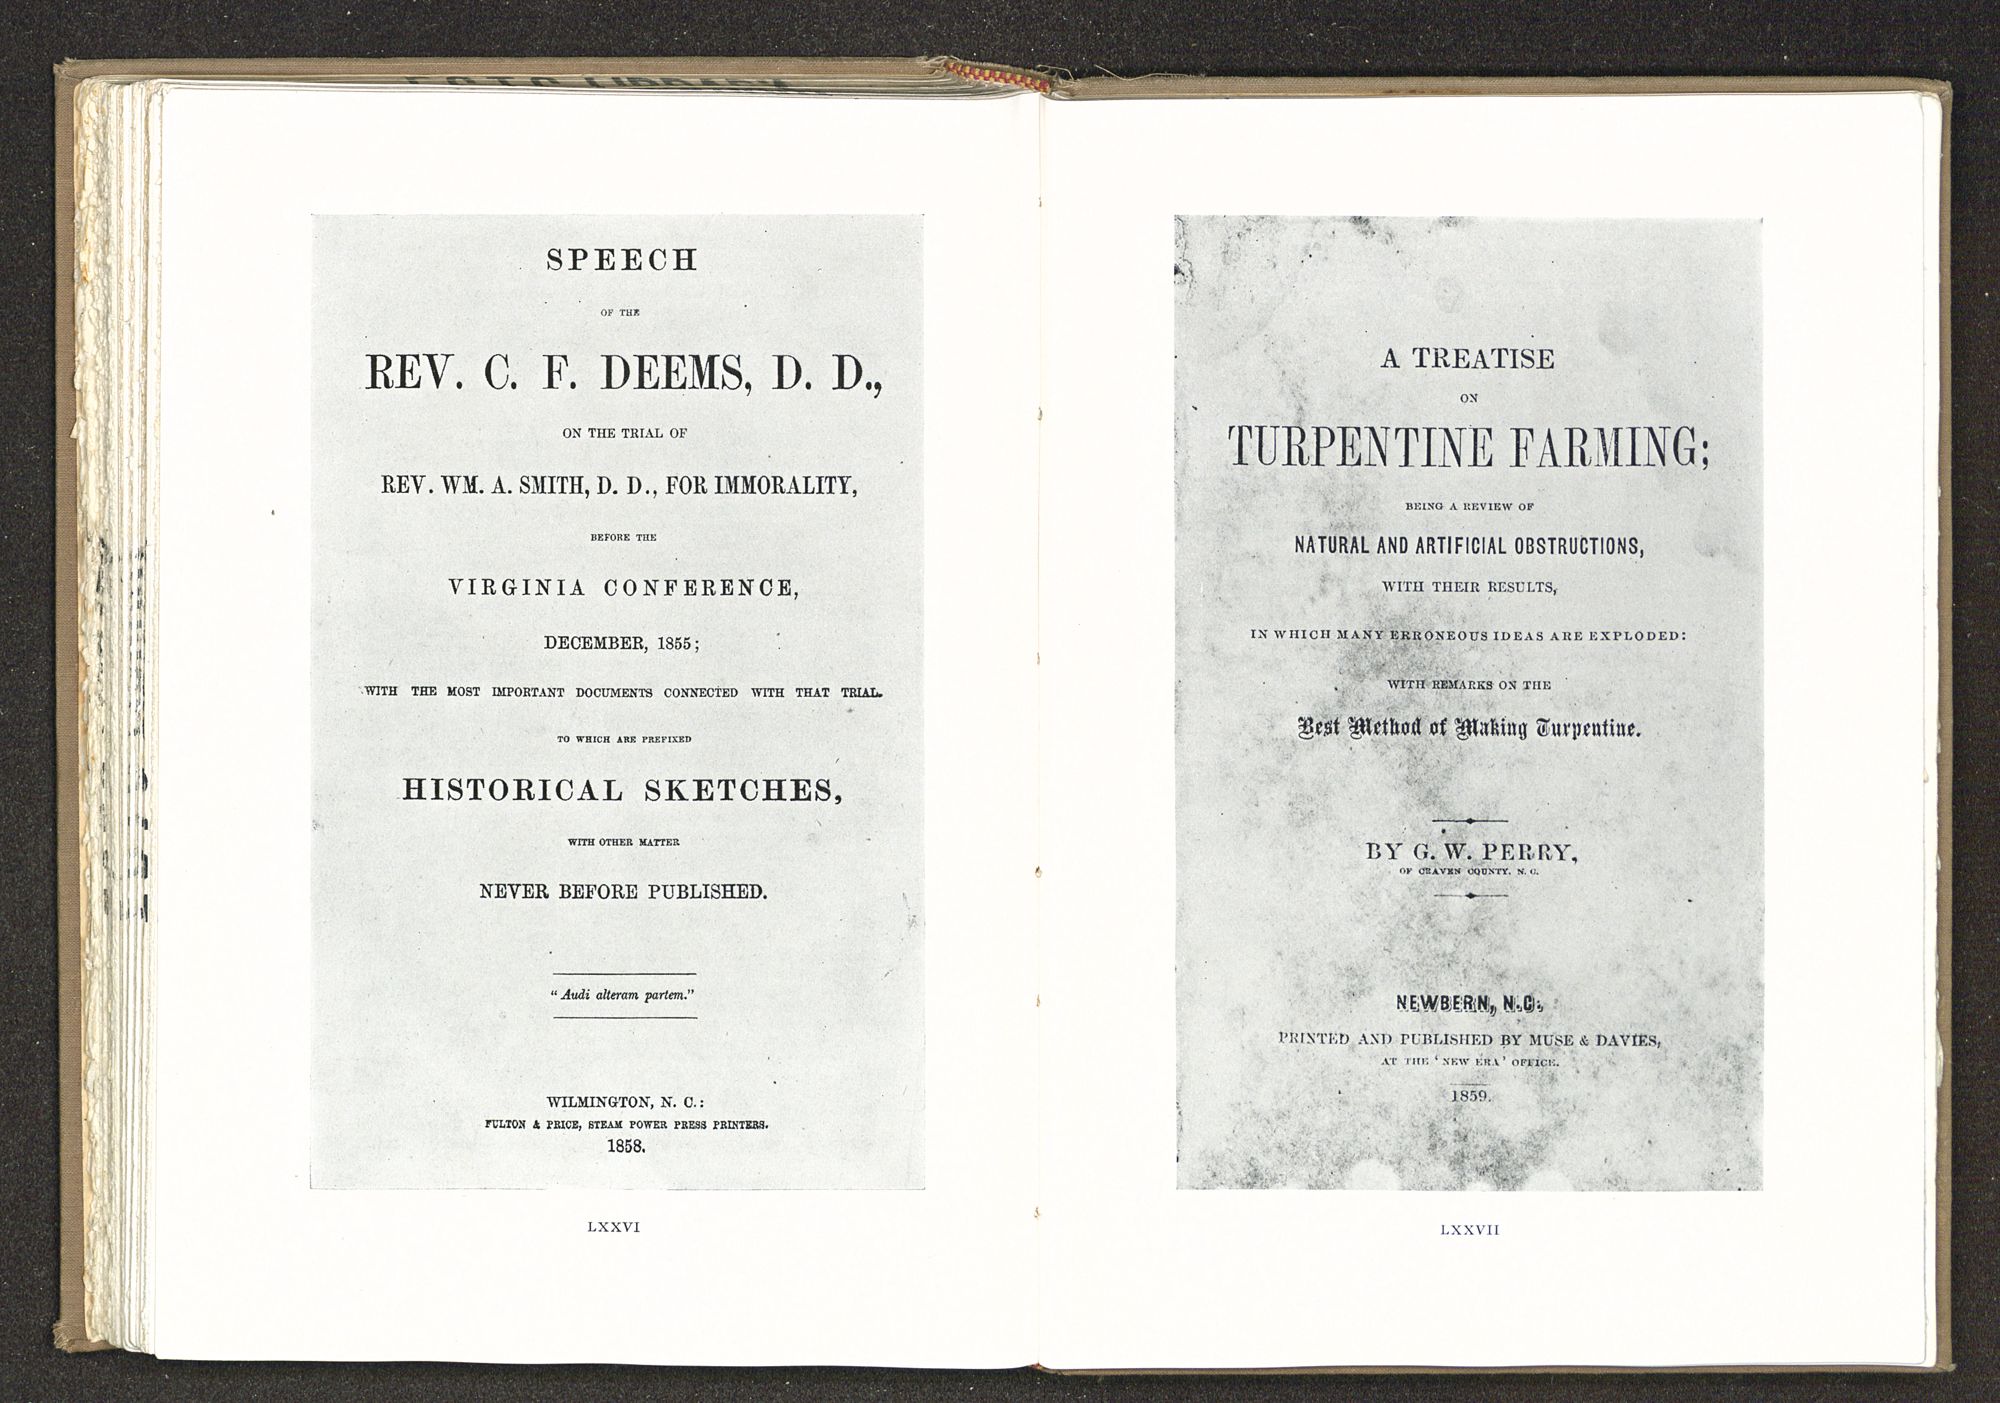 SPEECH
OF THE
REV. C. F. DEEMS, D. D.,
ON THE TRIAL OF
REV. WM. A. SMITH, D. D., FOR IMMORALITY,
BEFORE THE
VIRGINIA CONFERENCE,
DECEMBER, 1855;
WITH THE MOST IMPORTANT DOCUMENTS CONNECTED WITH THAT TRIAL.
TO WHICH ARE PREFIXED
HISTORICAL SKETCHES,
WITH OTHER MATTER
NEVER BEFORE PUBLISHED.
"Audi alteram partem."
WILMINGTON, N. C.:
FULTON & PRICE, STEAM POWER PRESS PRINTERS.
1858.
LXXVI
A TREATISE
ON
TURPENTINE FARMING;
BEING A REVIEW OF
NATURAL AND ARTIFICIAL OBSTRUCTIONS,
WITH THEIR RESULTS,
IN WHICH MANY ERRONEOUS IDEAS ARE EXPLODED:
WITH REMARKS ON THE
Best Method of Making Turpentine.
BY G. W. PERRY,
OF CRAVEN COUNTY, N. C.
NEWBERN, N.C.
PRINTED AND PUBLISHED BY MUSE & DAVIES,
AT THE 'NEW ERA' OFFICE.
1859.
LXXVII